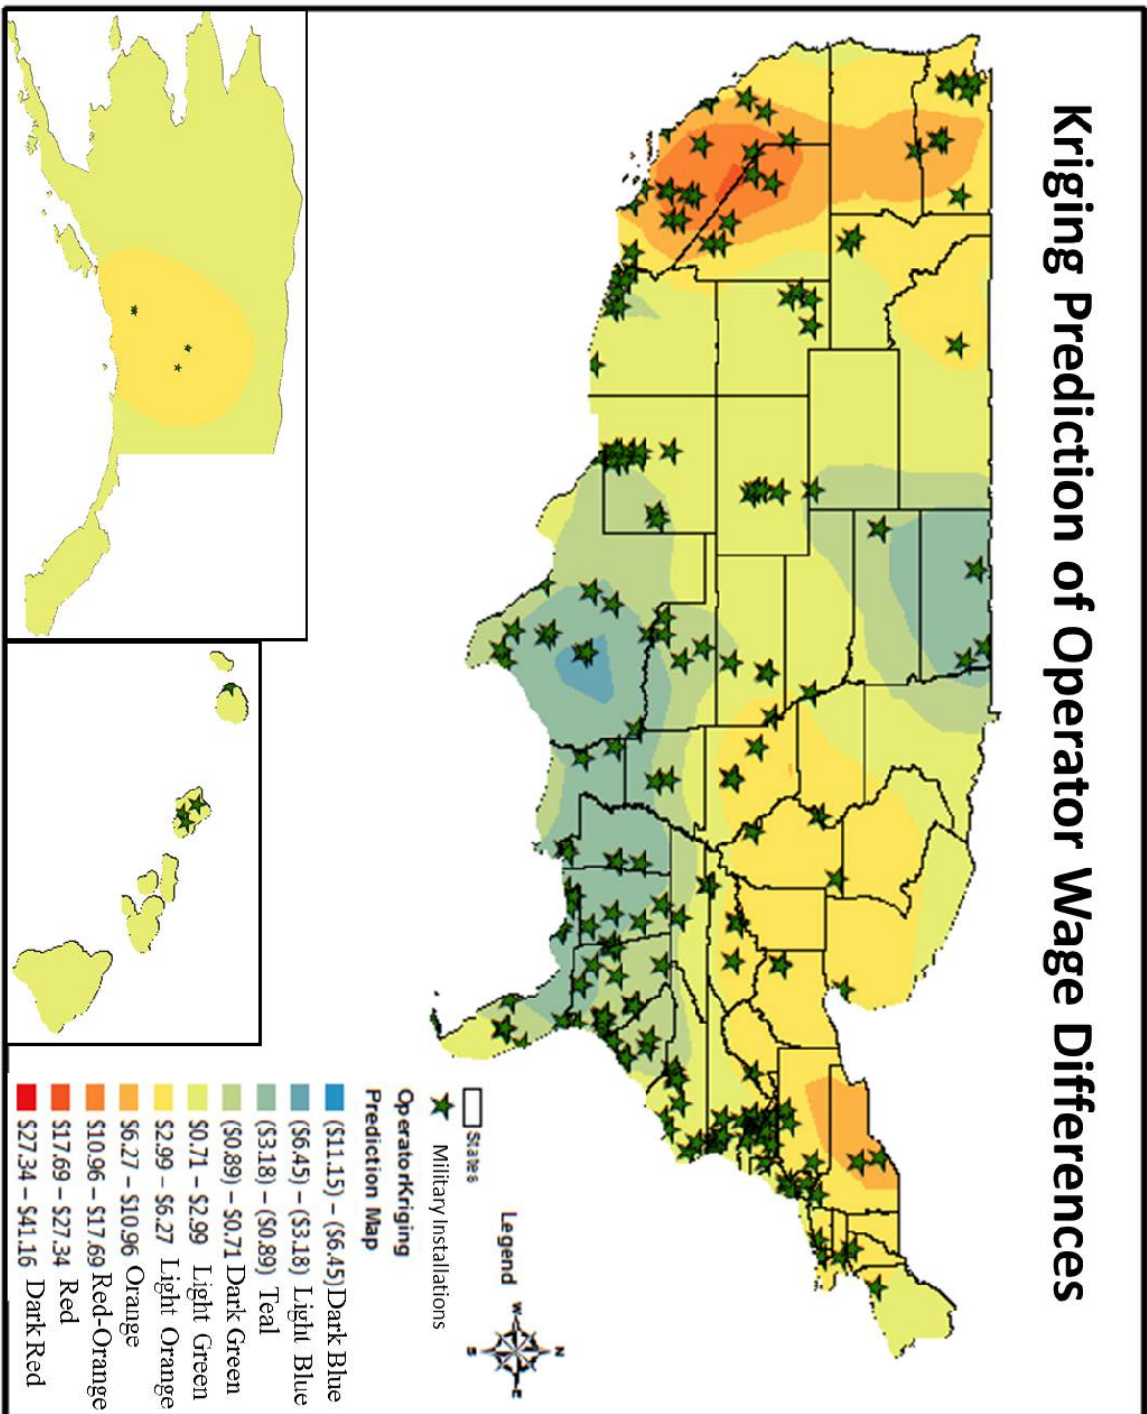 Kriging Prediction of Operator Wage Differences
Legend
N
W
E
S
States
Military Installations
OperatorKriging
Prediction Map
($11.15) – ($6.45) Dark Blue
($6.45) – ($3.18) Light Blue
($3.18) – ($0.89) Teal
($0.89) – $0.71 Dark Green
$0.71 – $2.99 Light Green
$2.99 – $6.27 Light Orange
$6.27 – $10.96 Orange
$10.96 – $17.69 Red-Orange
$17.69 – $27.34 Red
$27.34 – $41.16 Dark Red